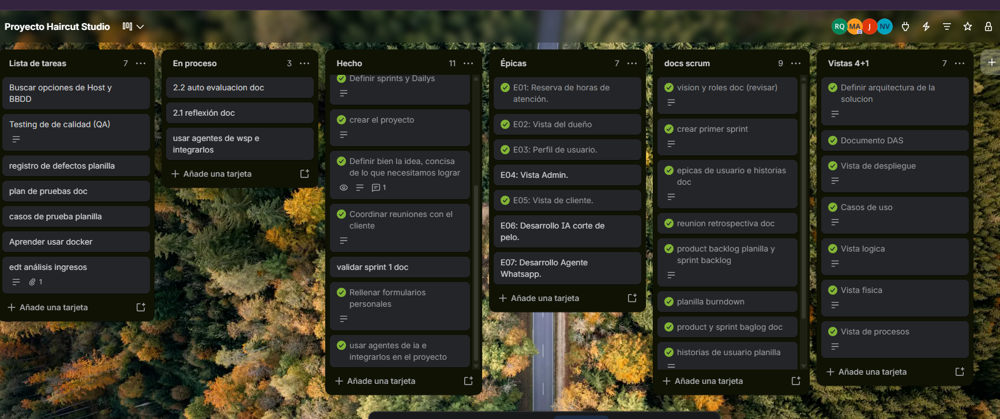 Proyecto Haircut Studio
RQ
MA
J
NV
Lista de tareas
7
Buscar opciones de Host y
BBDD
Testing de de calidad (QA)
registro de defectos planilla
plan de pruebas doc
casos de prueba planilla
Aprender usar docker
edt análisis ingresos
1
Añade una tarjeta
En proceso
3
2.2 auto evaluacion doc
2.1 reflexión doc
usar agentes de wsp e
integrarlos
Añade una tarjeta
Hecho
11
Definir sprints y Dailys
crear el proyecto
Definir bien la idea, concisa
de lo que necesitamos lograr
1
Coordinar reuniones con el
cliente
validar sprint 1 doc
Rellenar formularios
personales
usar agentes de ia e
integrarlos en el proyecto
Añade una tarjeta
Épicas
7
E01: Reserva de horas de
atención.
E02: Vista del dueño
E03: Perfil de usuario.
E04: Vista Admin.
E05: Vista de cliente.
E06: Desarrollo IA corte de
pelo.
E07: Desarrollo Agente
Whatsapp.
Añade una tarjeta
docs scrum
9
vision y roles doc (revisar)
crear primer sprint
epicas de usuario e historias
doc
reunion retrospectiva doc
product backlog planilla y
sprint backlog
planilla burndown
product y sprint baglog doc
historias de usuario planilla
Añade una tarjeta
Vistas 4+1
7
Definir arquitectura de la
solucion
Documento DAS
Vista de despliegue
Casos de uso
Vista logica
Vista fisica
Vista de procesos
Añade una tarjeta